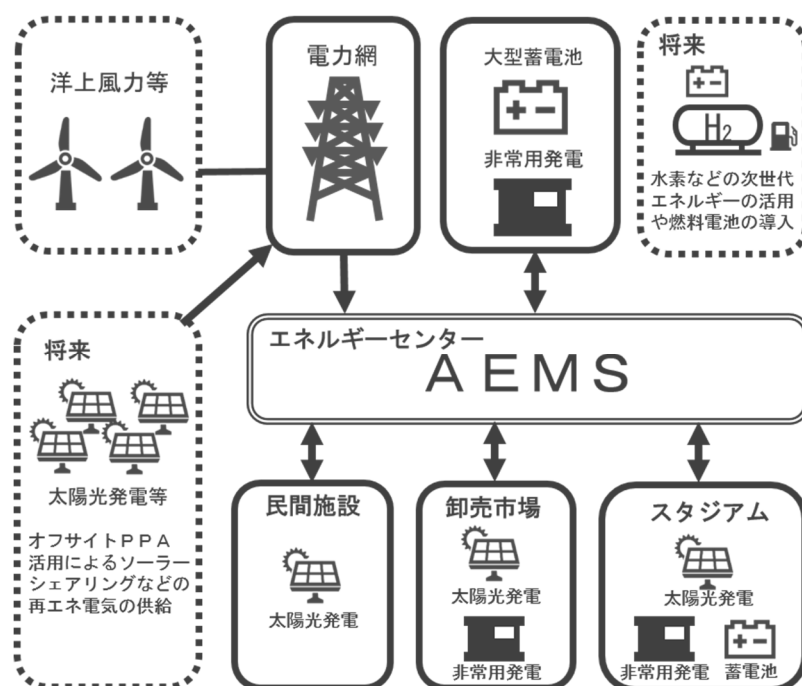 洋上風力等
電力網
大型蓄電池
非常用発電
将来
H₂
水素などの次世代
エネルギーの活用
や燃料電池の導入
将来
太陽光発電等
オフサイトPPA
活用によるソーラー
シェアリングなどの
再エネ電気の供給
エネルギーセンター
AEMS
民間施設
太陽光発電
卸売市場
太陽光発電
非常用発電
スタジアム
太陽光発電
非常用発電
蓄電池